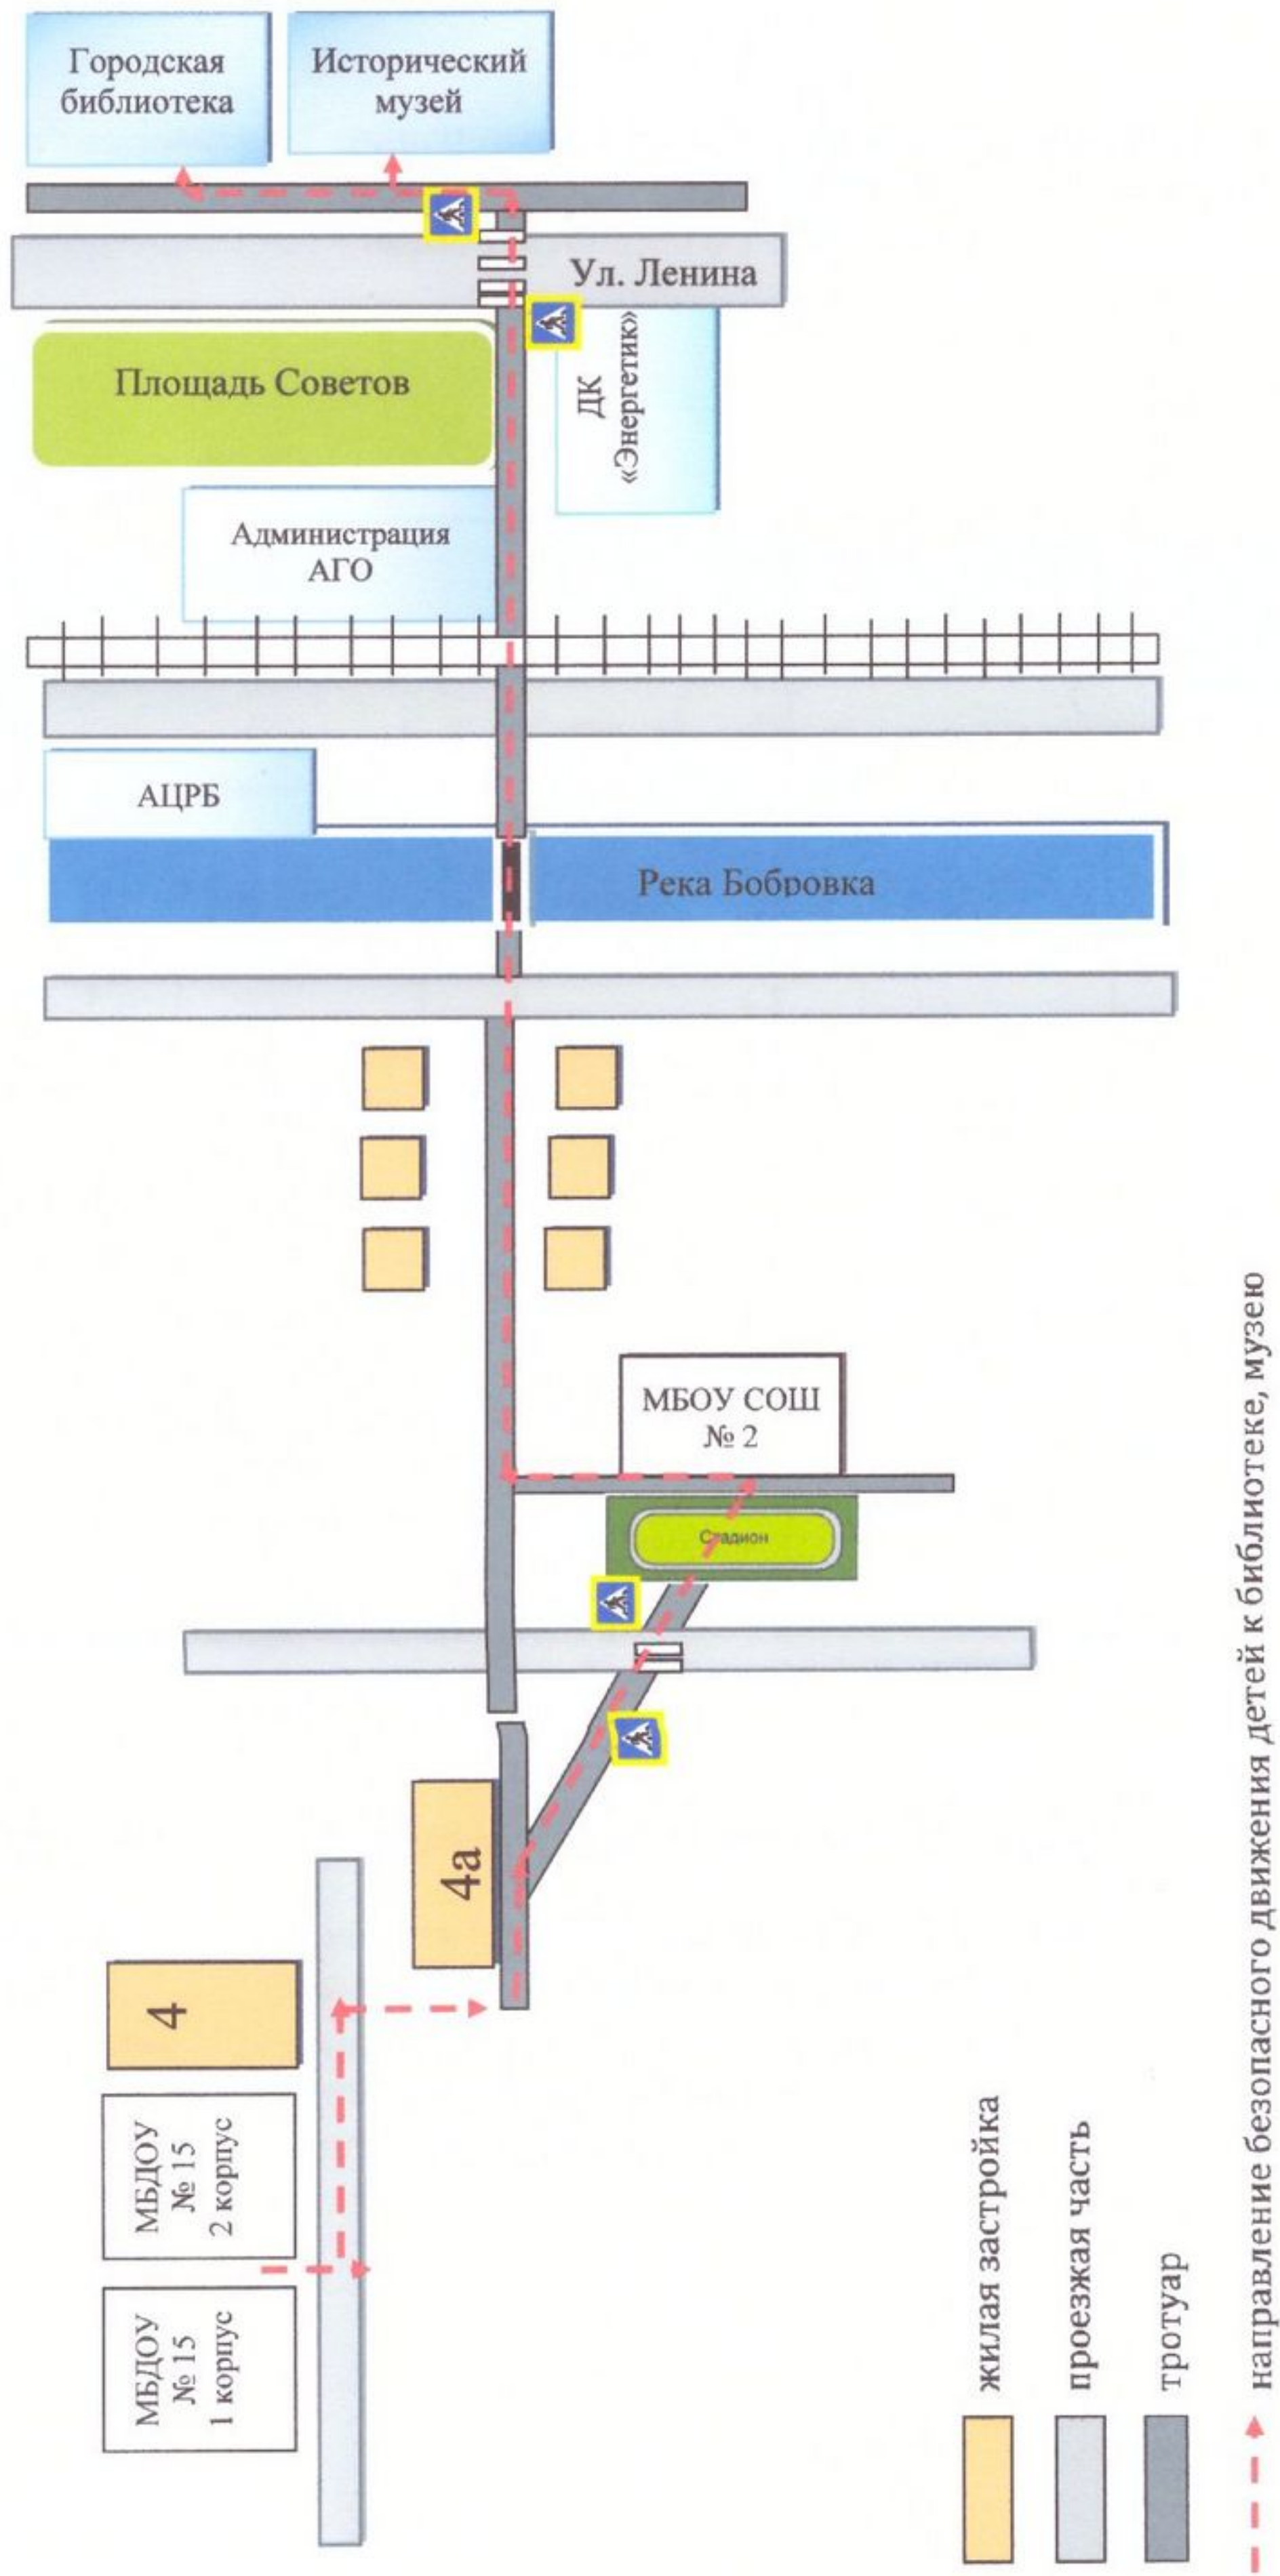 Городская
библиотека
Исторический
музей
Ул. Ленина
Площадь Советов
ДК
«Энергетик»
Администрация
АГО
АЦРБ
Река Бобровка
МБОУ СОШ
№ 2
Стадион
4а
4
МБДОУ
№ 15
2 корпус
МБДОУ
№ 15
1 корпус
жилая застройка
проезжая часть
тротуар
направление безопасного движения детей к библиотеке, музею